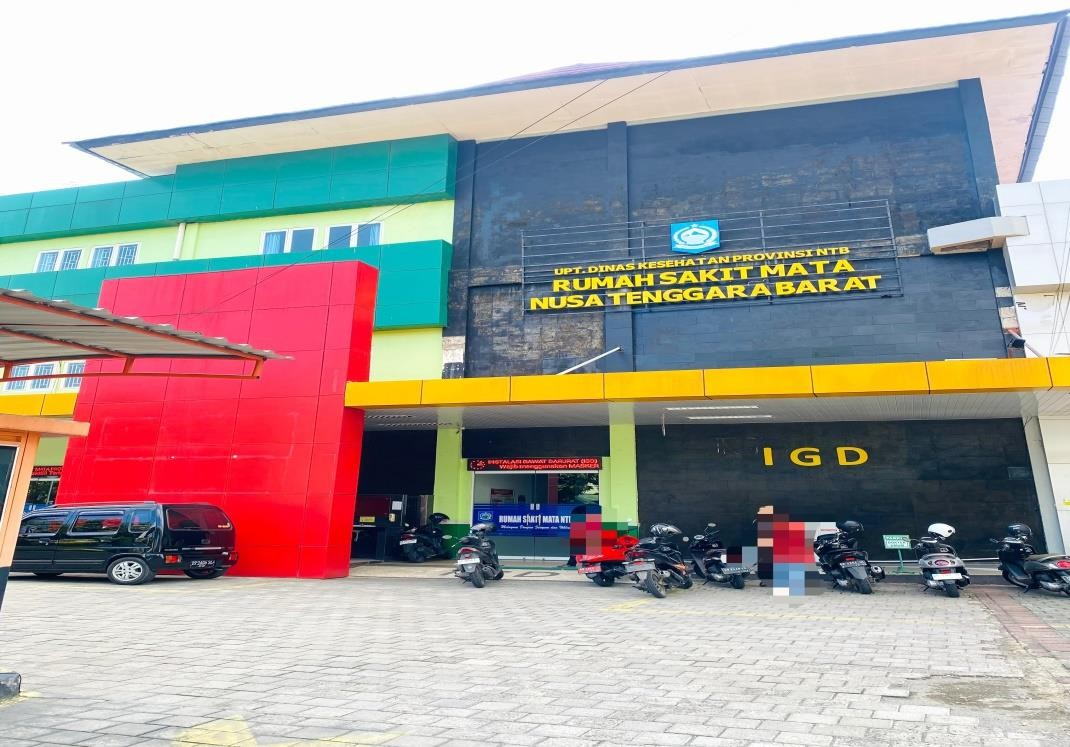 UPT. DINAS KESEHATAN PROVINSI NTB
RUMAH SAKIT MATA
NUSA TENGGARA BARAT
IGD
INSTALASI GAWAT DARURAT (IGD)
Wajib menggunakan MASKER
RUMAH SAKIT MATA NTB